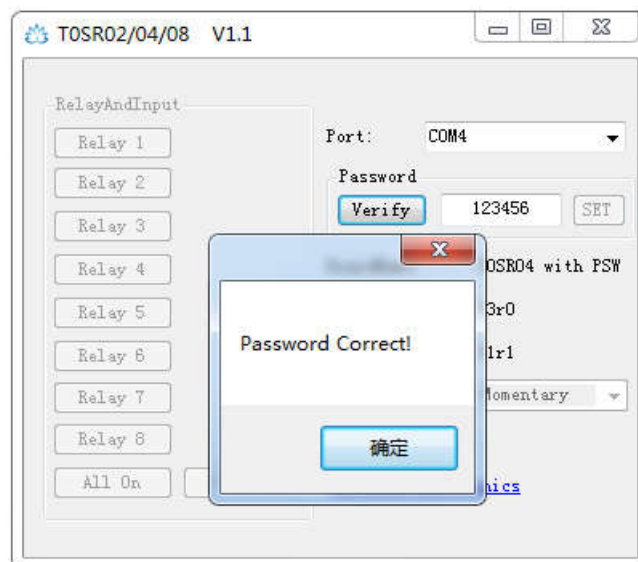 T0SR02/04/08 V1.1
RelayAndInput
Relay 1
Relay 2
Relay 3
Relay 4
Relay 5
Relay 6
Relay 7
Relay 8
All On
Port: COM4
Password
Verify 123456 SET
OSR04 with PSW
3r0
1r1
Momentary
nics
Password Correct!
确定